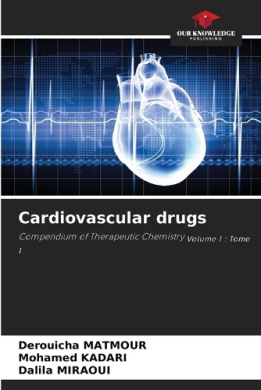 OUR KNOWLEDGE
PUBLISHING
Cardiovascular drugs
Compendium of Therapeutic Chemistry Volume I : Tome
I
Derouicha MATMOUR
Mohamed KADARI
Dalila MIRAOUI